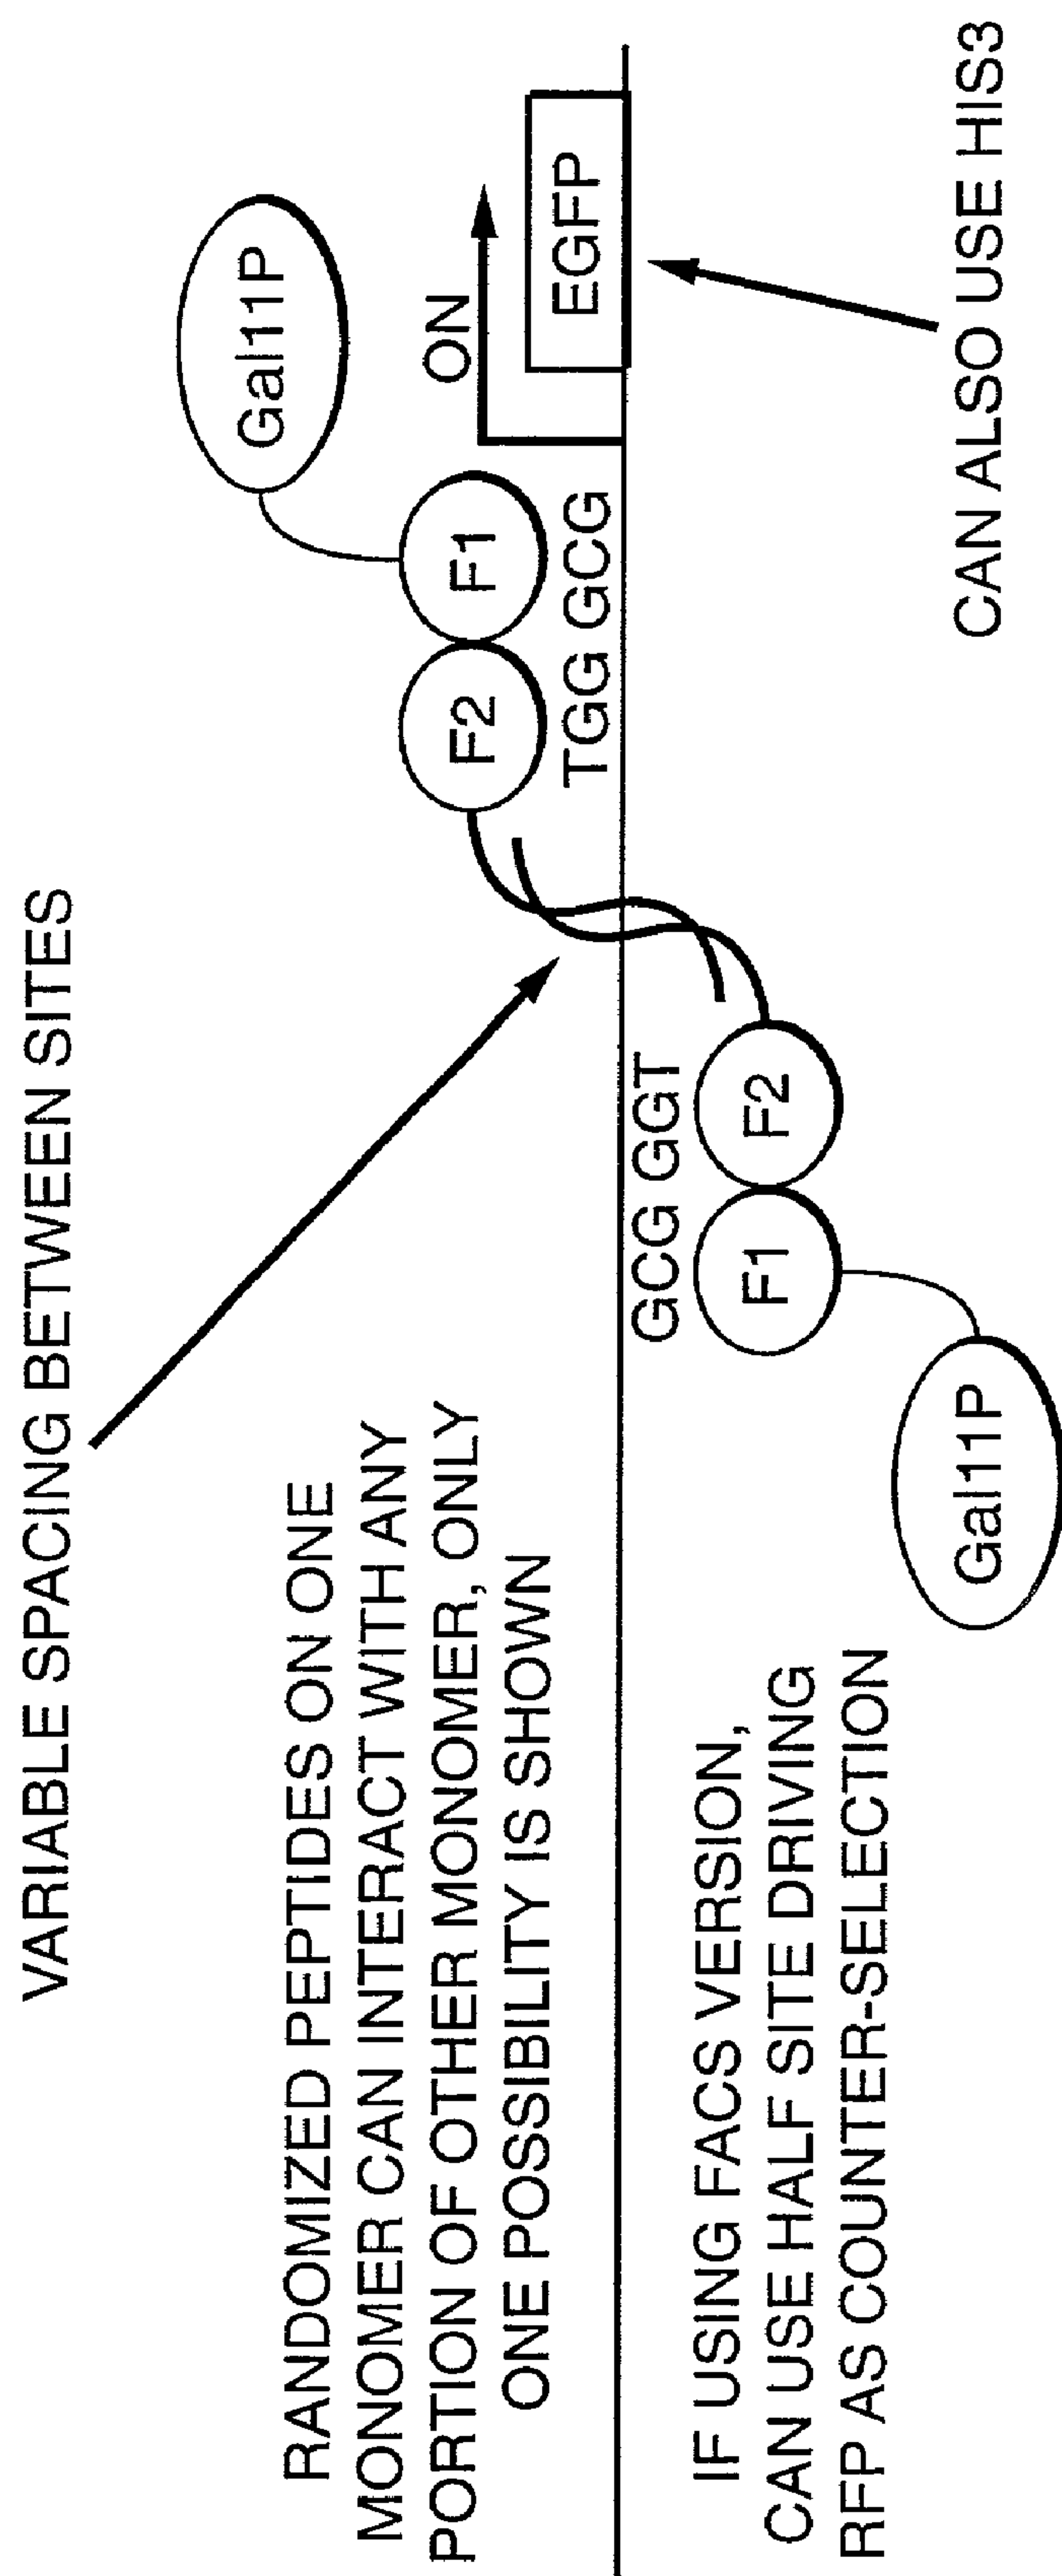 VARIABLE SPACING BETWEEN SITES
RANDOMIZED PEPTIDES ON ONE
MONOMER CAN INTERACT WITH ANY
PORTION OF OTHER MONOMER, ONLY
ONE POSSIBILITY IS SHOWN
Gal11P
ON
F2
F1
EGFP
TGG GCG
GCG GGT
F1
F2
Gal11P
IF USING FACS VERSION,
CAN USE HALF SITE DRIVING
RFP AS COUNTER-SELECTION
CAN ALSO USE HIS3